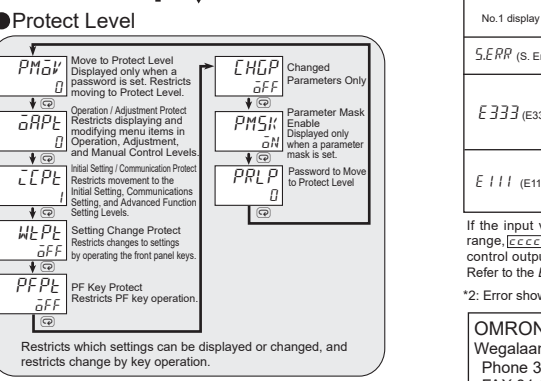 ●Protect Level
PMOV
0
Move to Protect Level
Displayed only when a
password is set. Restricts
moving to Protect Level.
OAPT
0
Operation / Adjustment Protect
Restricts displaying and
modifying menu items in
Operation, Adjustment,
and Manual Control Levels.
ICPT
1
Initial Setting / Communication Protect
Restricts movement to the
Initial Setting, Communications
Setting, and Advanced Function
Setting Levels.
WTPT
OFF
Setting Change Protect
Restricts changes to settings
by operating the front panel keys.
PFPT
OFF
PF Key Protect
Restricts PF key operation.
CHGP
OFF
Changed
Parameters Only
PMSK
ON
Parameter Mask
Enable
Displayed only
when a parameter
mask is set.
PRLP
0
Password to Move
to Protect Level
Restricts which settings can be displayed or changed, and
restricts change by key operation.
No.1 display
S.ERR (S. E
E333 (E33
E111 (E11
If the input
range, cccc
control outpu
Refer to the
*2: Error show
OMRON
Wegalaar
Phone 3